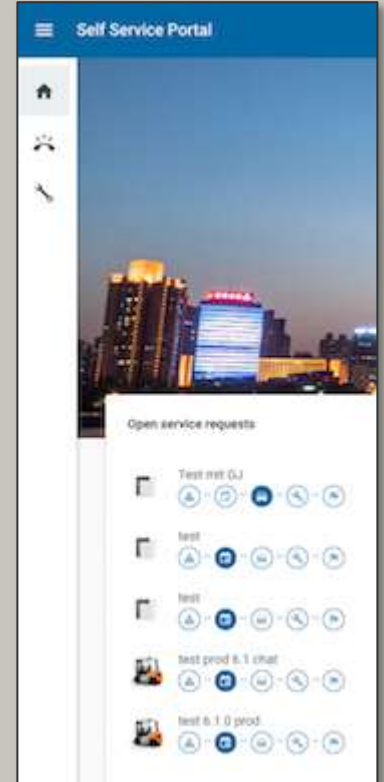 Self Service Portal
Open service requests
Test mit GJ
test
test
test prod 6.1 chat
test 6.1.0 prod